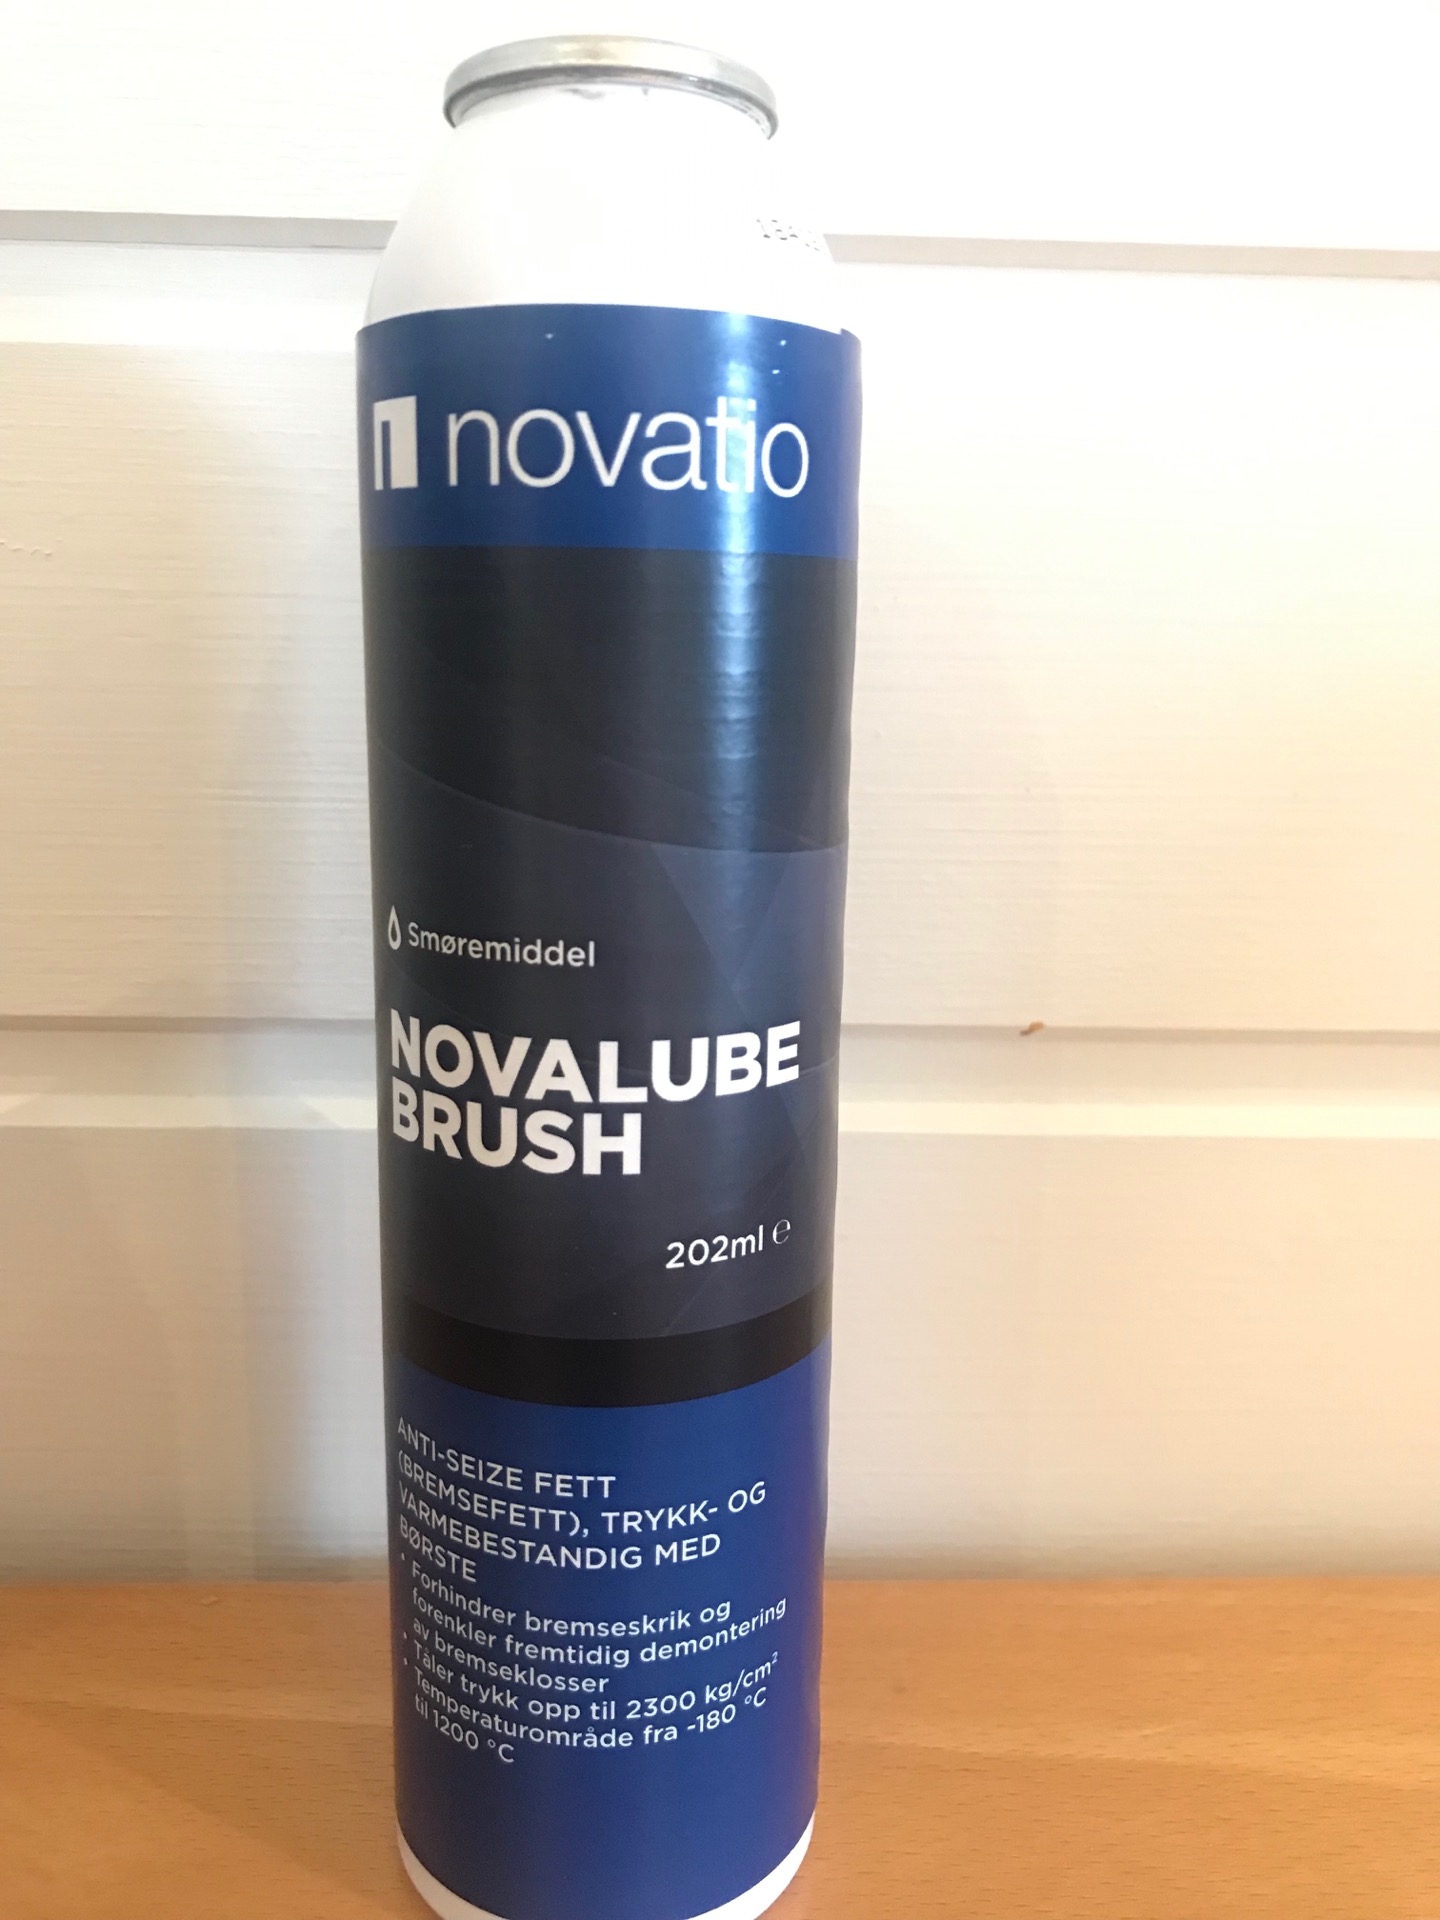 novatio
Smøremiddel
NOVALUBE
BRUSH
202ml ℮
ANTI-SEIZE FETT
(BREMSEFETT), TRYKK- OG
VARMEBESTANDIG MED
BØRSTE
• Forhindrer bremseskrik og
forenkler fremtidig demontering
av bremseklosser
• Tåler trykk opp til 2300 kg/cm²
• Temperaturområde fra -180 °C
til 1200 °C